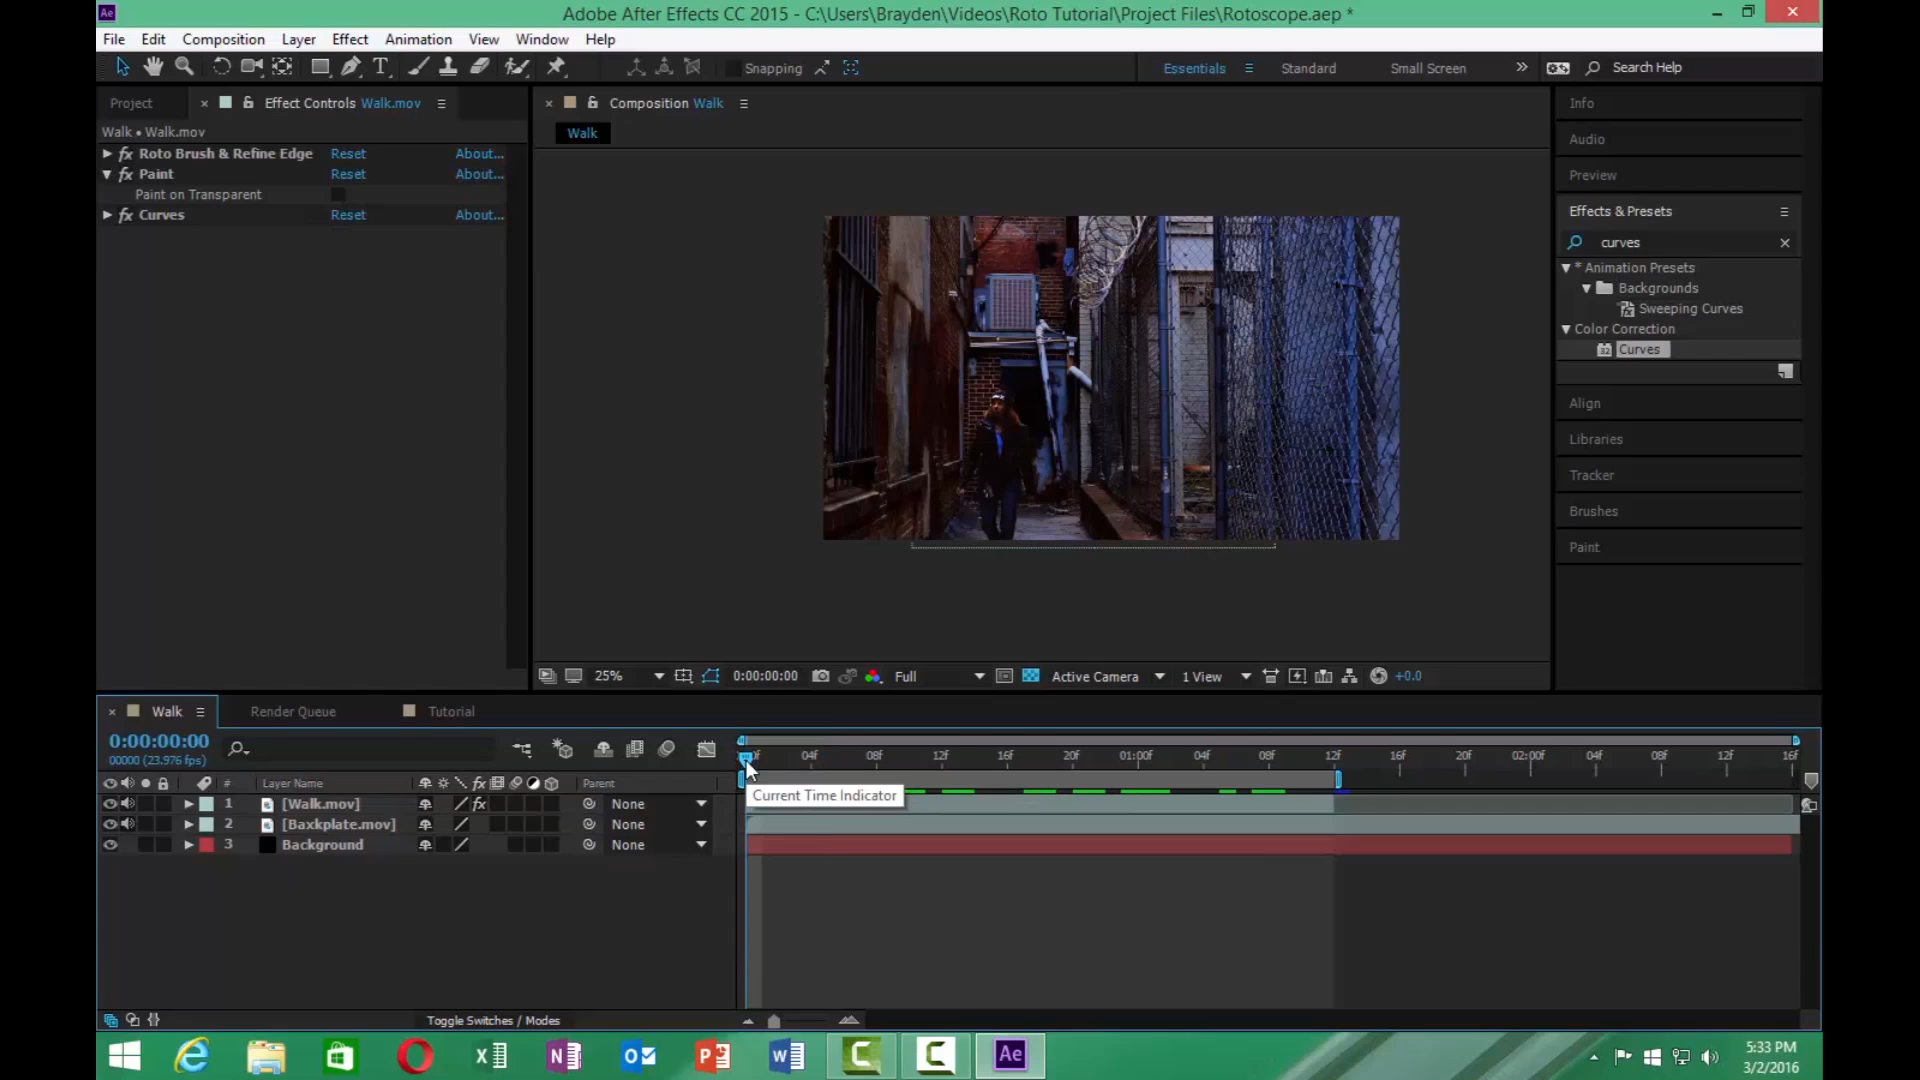 Ae
Adobe After Effects CC 2015 - C:\Users\Brayden\Videos\Roto Tutorial\Project Files\Rotoscope.aep *
File Edit Composition Layer Effect Animation View Window Help
T Snapping Essentials Standard Small Screen » Search Help
Project × Effect Controls Walk.mov
Walk • Walk.mov
fx Roto Brush & Refine Edge Reset About...
fx Paint Reset About...
Paint on Transparent
fx Curves Reset About...
× Composition Walk
Walk
25% 0:00:00:00 Full Active Camera 1 View +0.0
Info
Audio
Preview
Effects & Presets
curves ×
* Animation Presets
Backgrounds
Sweeping Curves
Color Correction
32 Curves
Align
Libraries
Tracker
Brushes
Paint
× Walk Render Queue Tutorial
0:00:00:00
00000 (23.976 fps)
04f 08f 12f 16f 20f 01:00f 04f 08f 12f 16f 20f 02:00f 04f 08f 12f 16f
# Layer Name fx Parent
1 [Walk.mov] fx None
2 [Baxkplate.mov] None
3 Background None
Current Time Indicator
Toggle Switches / Modes
5:33 PM
3/2/2016